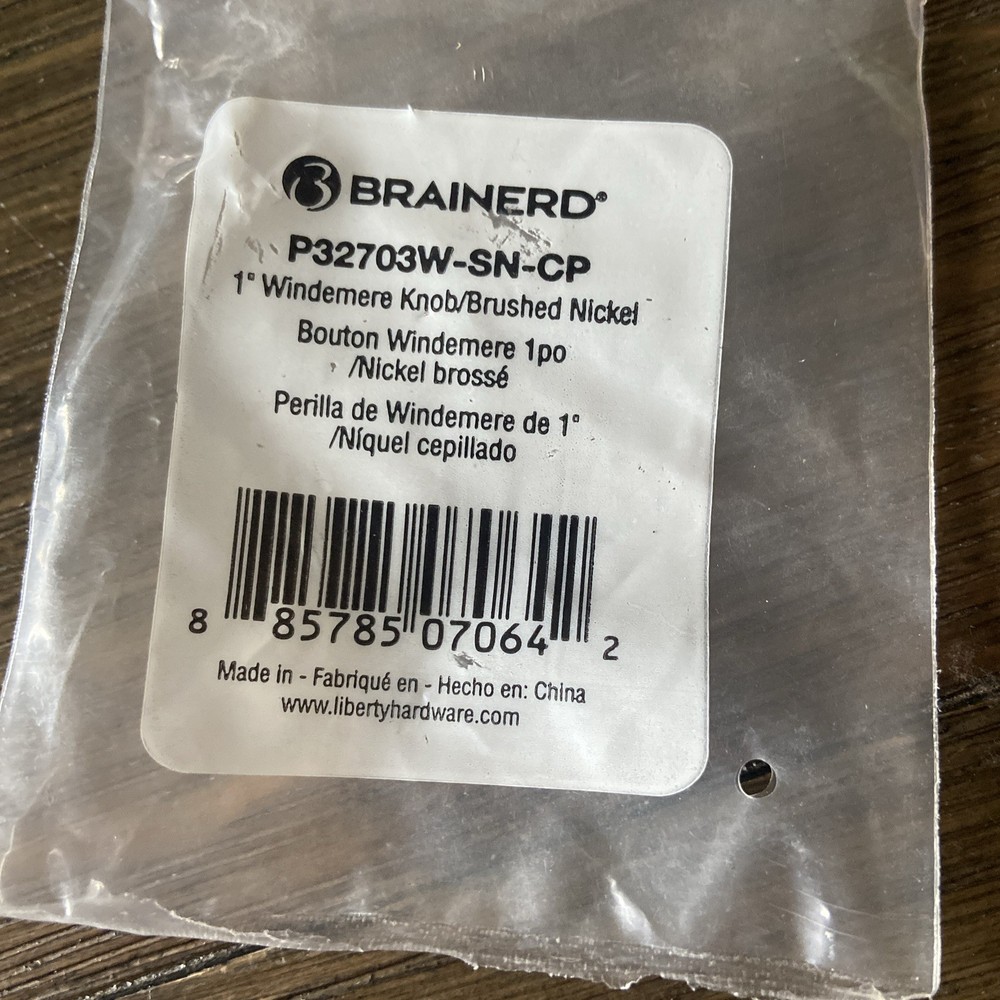 BRAINERD®
P32703W-SN-CP
1" Windemere Knob/Brushed Nickel
Bouton Windemere 1po
/Nickel brossé
Perilla de Windemere de 1"
/Níquel cepillado
8 85785 07064 2
Made in - Fabriqué en - Hecho en: China
www.libertyhardware.com